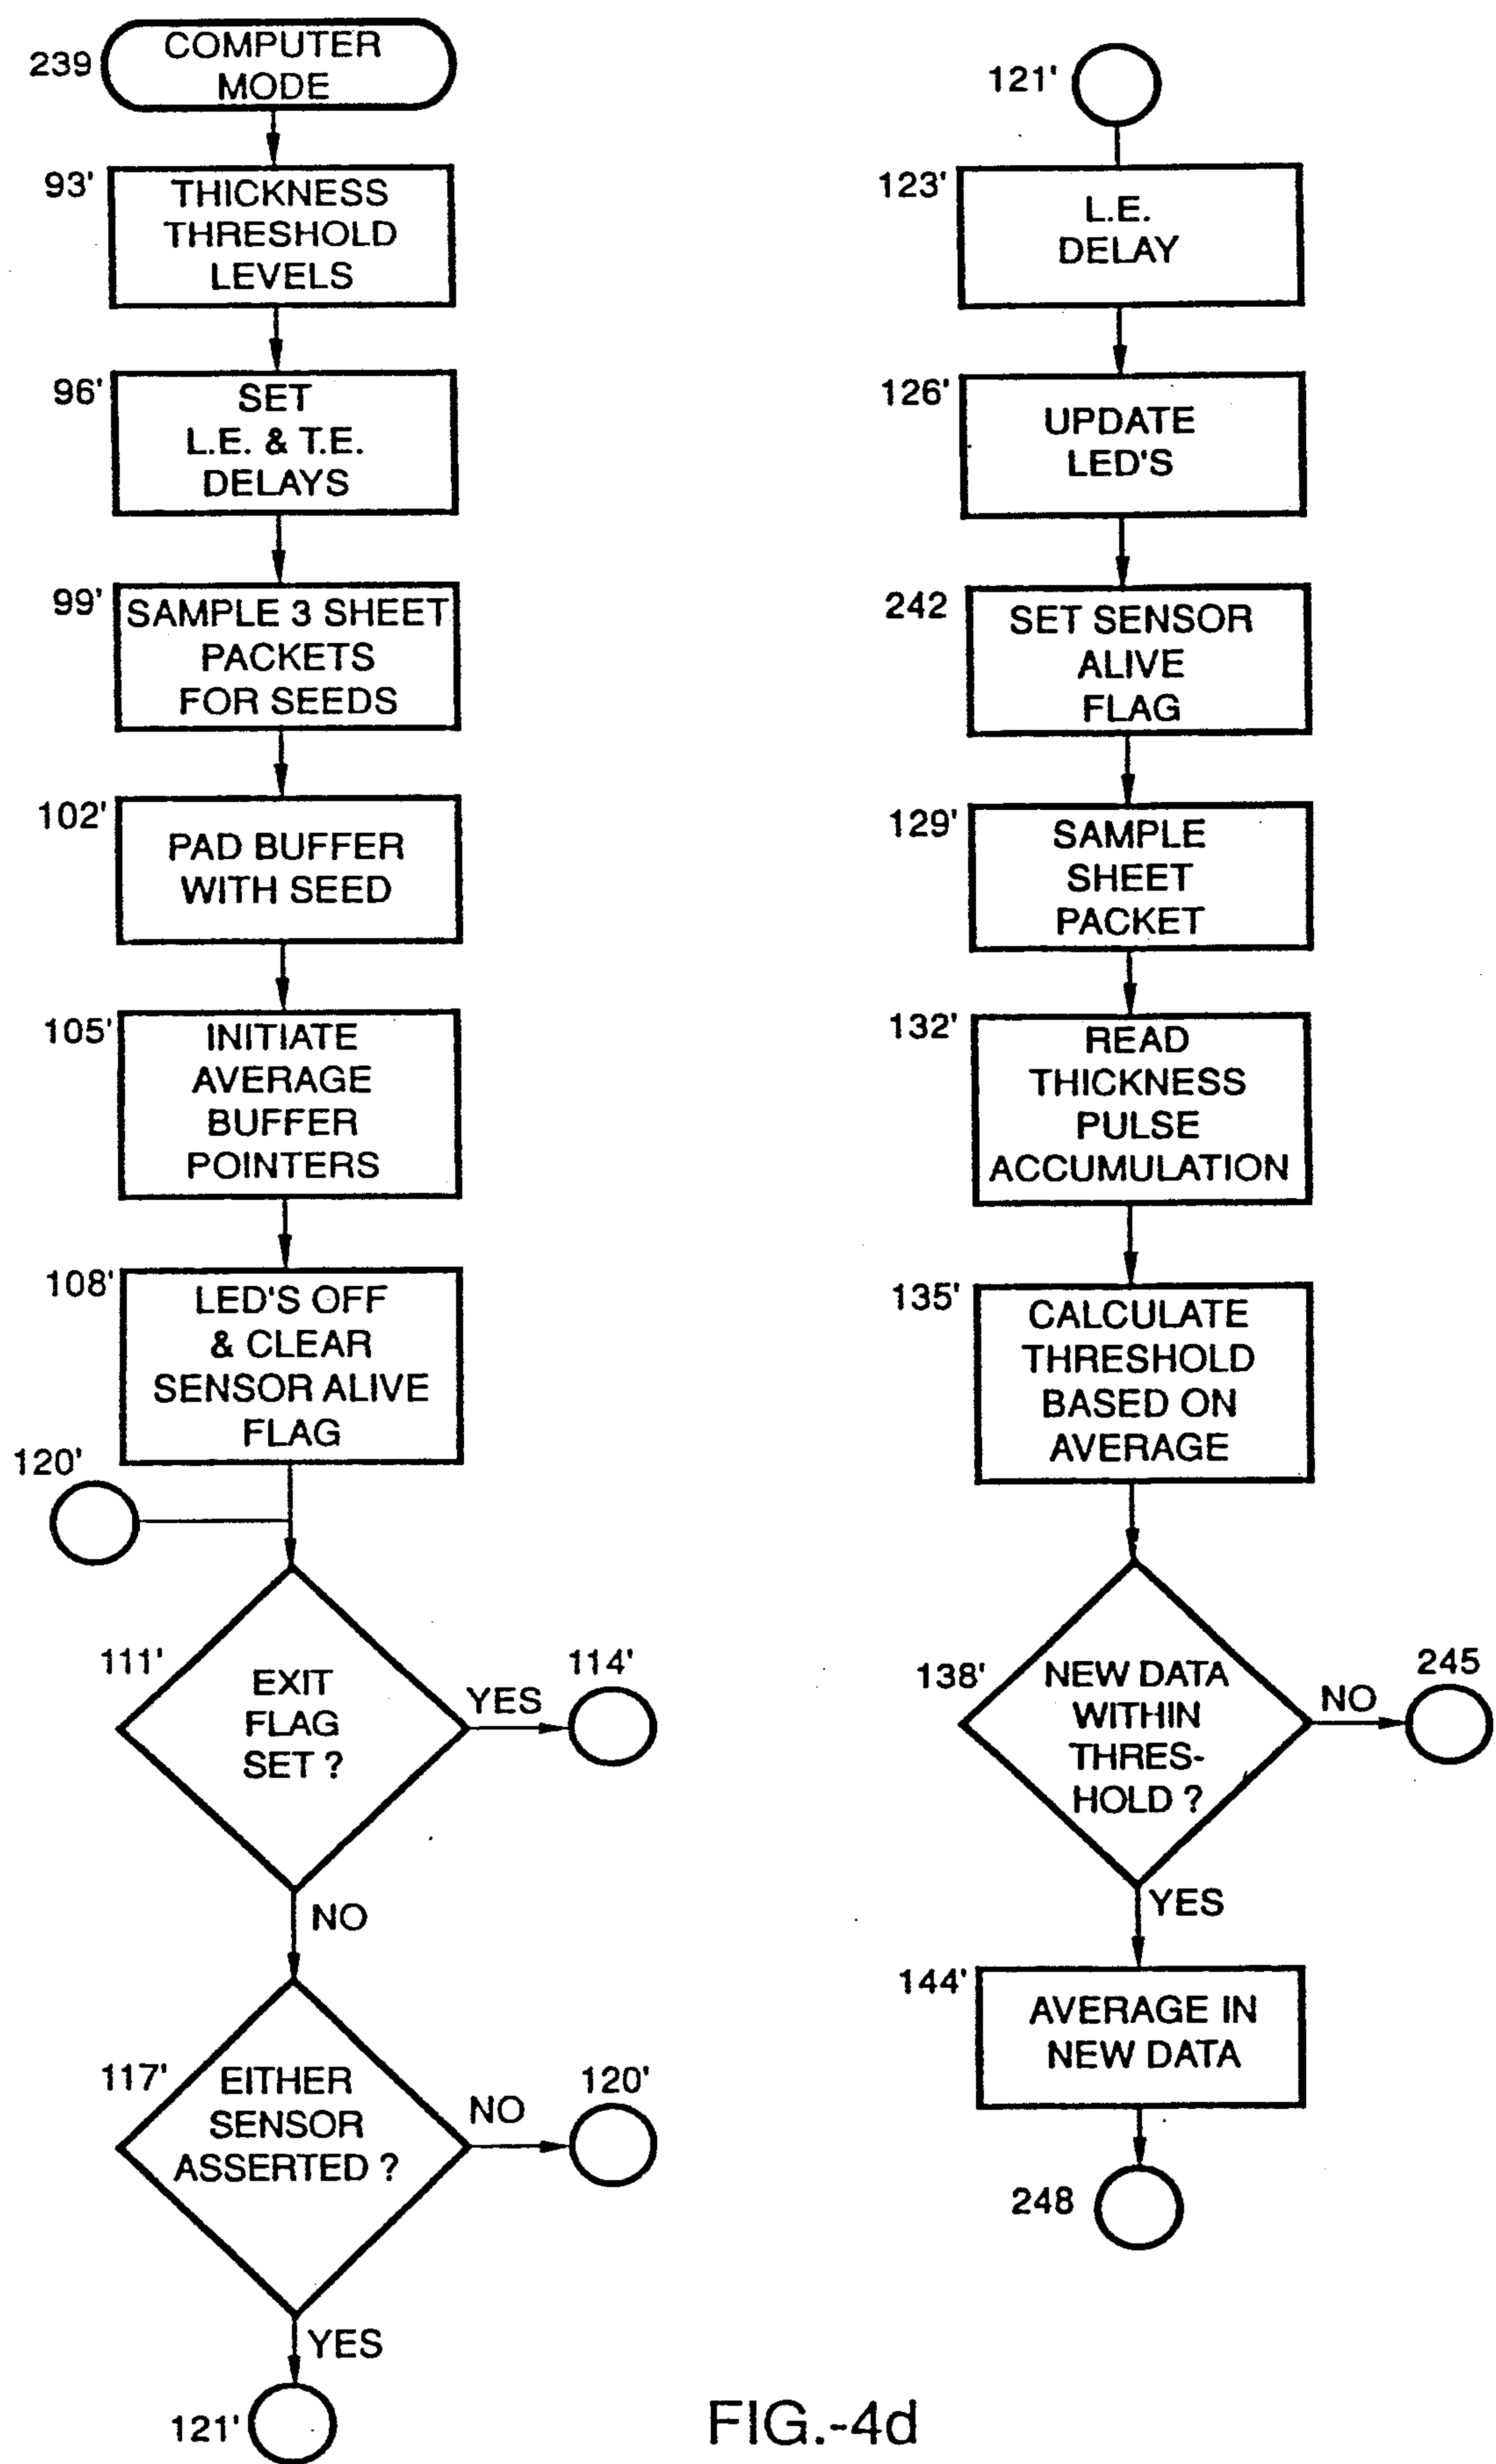 239
COMPUTER
MODE
93'
THICKNESS
THRESHOLD
LEVELS
96'
SET
L.E. & T.E.
DELAYS
99'
SAMPLE 3 SHEET
PACKETS
FOR SEEDS
102'
PAD BUFFER
WITH SEED
105'
INITIATE
AVERAGE
BUFFER
POINTERS
108'
LED'S OFF
& CLEAR
SENSOR ALIVE
FLAG
120'
111'
EXIT
FLAG
SET ?
YES
114'
NO
117'
EITHER
SENSOR
ASSERTED ?
NO
120'
YES
121'
121'
123'
L.E.
DELAY
126'
UPDATE
LED'S
242
SET SENSOR
ALIVE
FLAG
129'
SAMPLE
SHEET
PACKET
132'
READ
THICKNESS
PULSE
ACCUMULATION
135'
CALCULATE
THRESHOLD
BASED ON
AVERAGE
138'
NEW DATA
WITHIN
THRES-
HOLD ?
NO
245
YES
144'
AVERAGE IN
NEW DATA
248
FIG.-4d